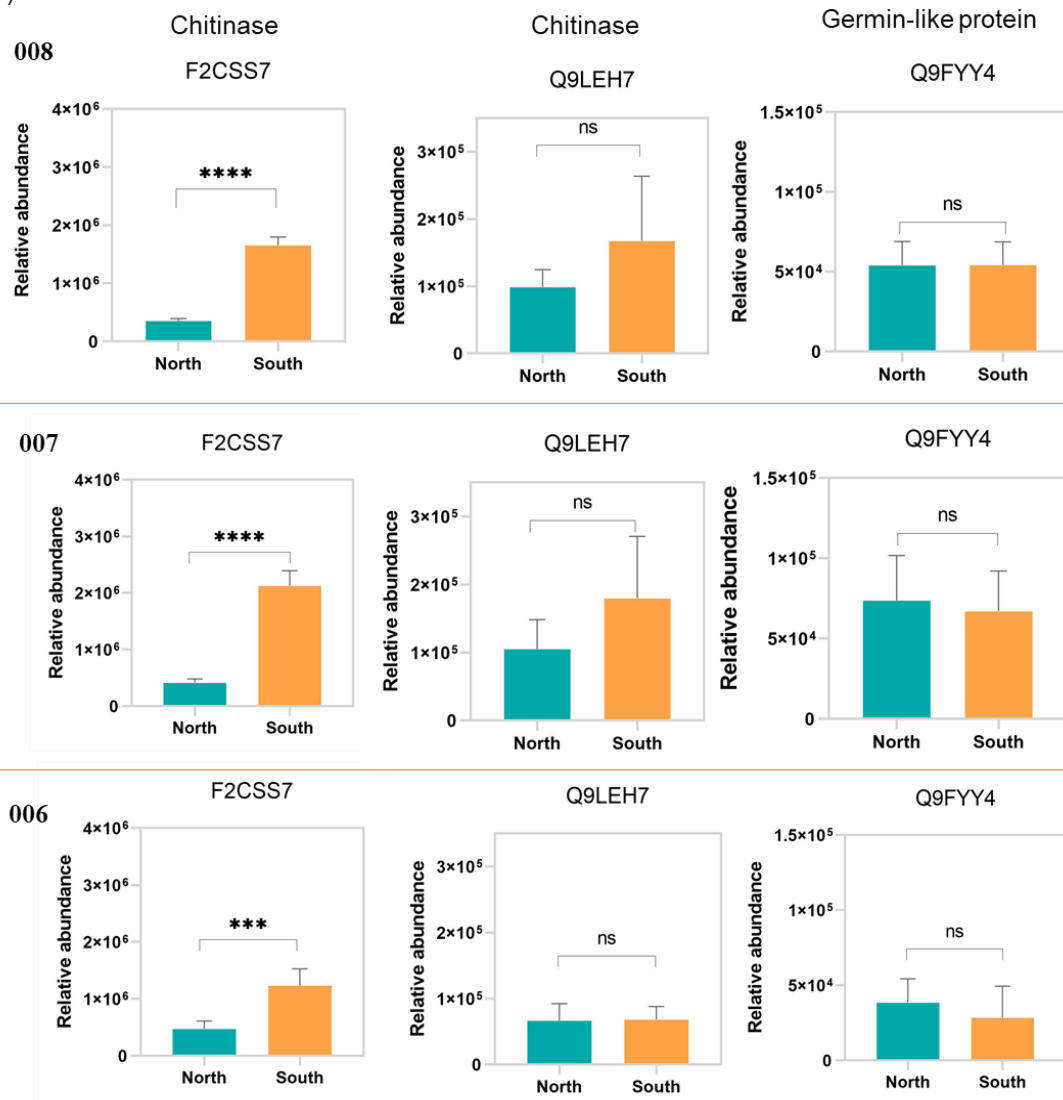 )
Chitinase Chitinase Germin-like protein
008
F2CSS7 Q9LEH7 Q9FYY4
Relative abundance
4×10⁶
3×10⁶
2×10⁶
1×10⁶
0
****
North South
Relative abundance
3×10⁵
2×10⁵
1×10⁵
0
ns
North South
Relative abundance
1.5×10⁵
1×10⁵
5×10⁴
0
ns
North South
007
F2CSS7 Q9LEH7 Q9FYY4
Relative abundance
4×10⁶
3×10⁶
2×10⁶
1×10⁶
0
****
North South
Relative abundance
3×10⁵
2×10⁵
1×10⁵
0
ns
North South
Relative abundance
1.5×10⁵
1×10⁵
5×10⁴
0
ns
North South
006
F2CSS7 Q9LEH7 Q9FYY4
Relative abundance
4×10⁶
3×10⁶
2×10⁶
1×10⁶
0
***
North South
Relative abundance
3×10⁵
2×10⁵
1×10⁵
0
ns
North South
Relative abundance
1.5×10⁵
1×10⁵
5×10⁴
0
ns
North South